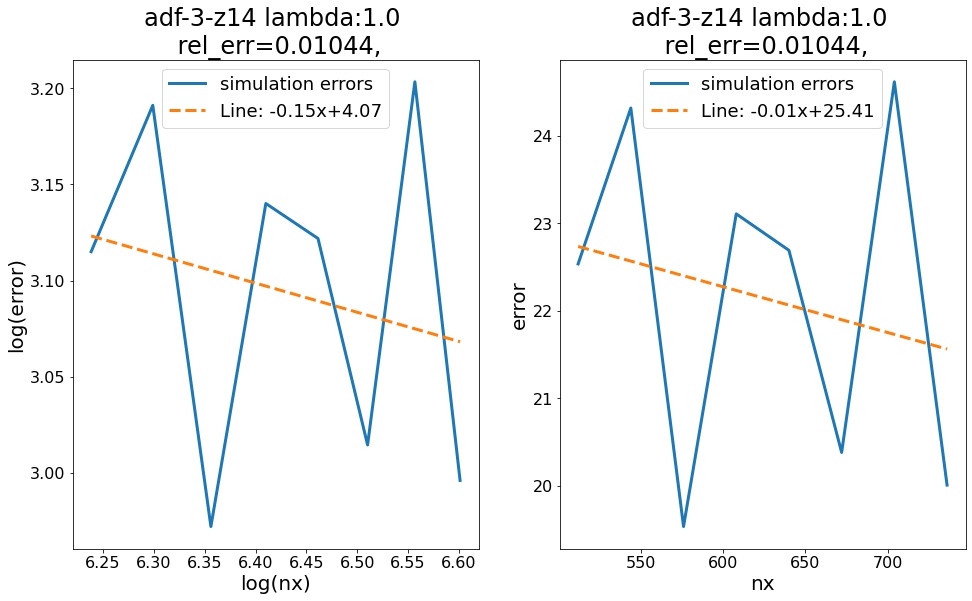 adf-3-z14 lambda:1.0
rel_err=0.01044,
simulation errors
Line: -0.15x+4.07
3.20
3.15
3.10
3.05
3.00
log(error)
6.25 6.30 6.35 6.40 6.45 6.50 6.55 6.60
log(nx)
adf-3-z14 lambda:1.0
rel_err=0.01044,
simulation errors
Line: -0.01x+25.41
24
23
22
21
20
error
550 600 650 700
nx